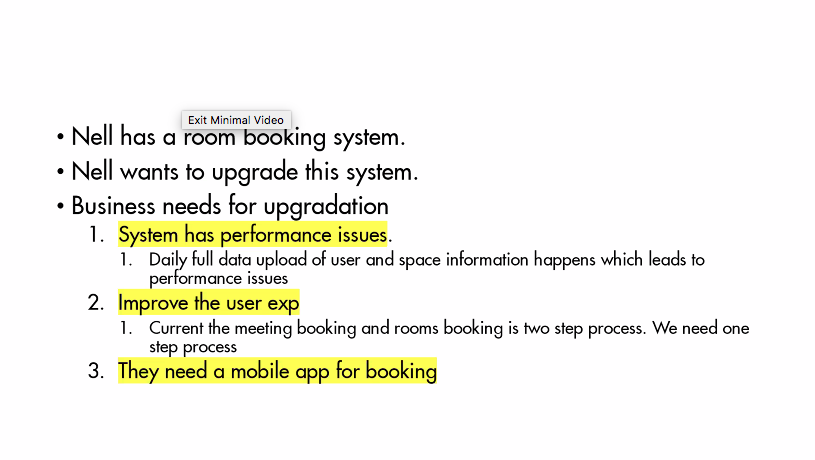 Exit Minimal Video
• Nell has a room booking system.
• Nell wants to upgrade this system.
• Business needs for upgradation
1. System has performance issues.
1. Daily full data upload of user and space information happens which leads to
performance issues
2. Improve the user exp
1. Current the meeting booking and rooms booking is two step process. We need one
step process
3. They need a mobile app for booking